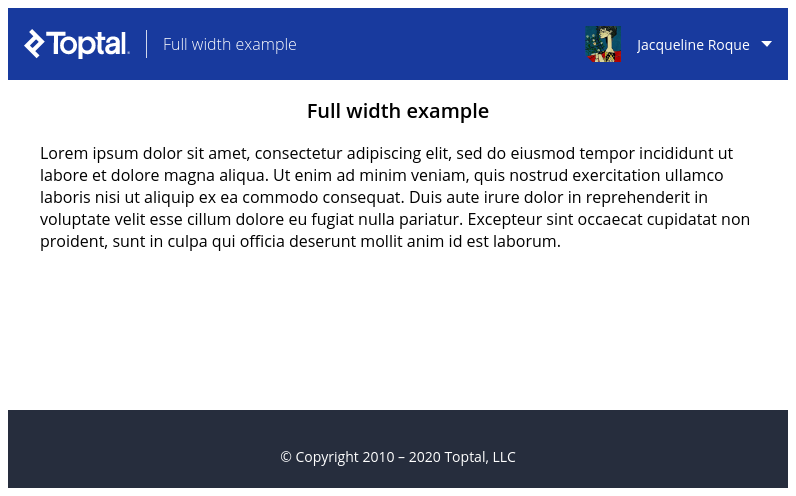 Toptal.
Full width example
Jacqueline Roque
Full width example
Lorem ipsum dolor sit amet, consectetur adipiscing elit, sed do eiusmod tempor incididunt ut
labore et dolore magna aliqua. Ut enim ad minim veniam, quis nostrud exercitation ullamco
laboris nisi ut aliquip ex ea commodo consequat. Duis aute irure dolor in reprehenderit in
voluptate velit esse cillum dolore eu fugiat nulla pariatur. Excepteur sint occaecat cupidatat non
proident, sunt in culpa qui officia deserunt mollit anim id est laborum.
© Copyright 2010 – 2020 Toptal, LLC